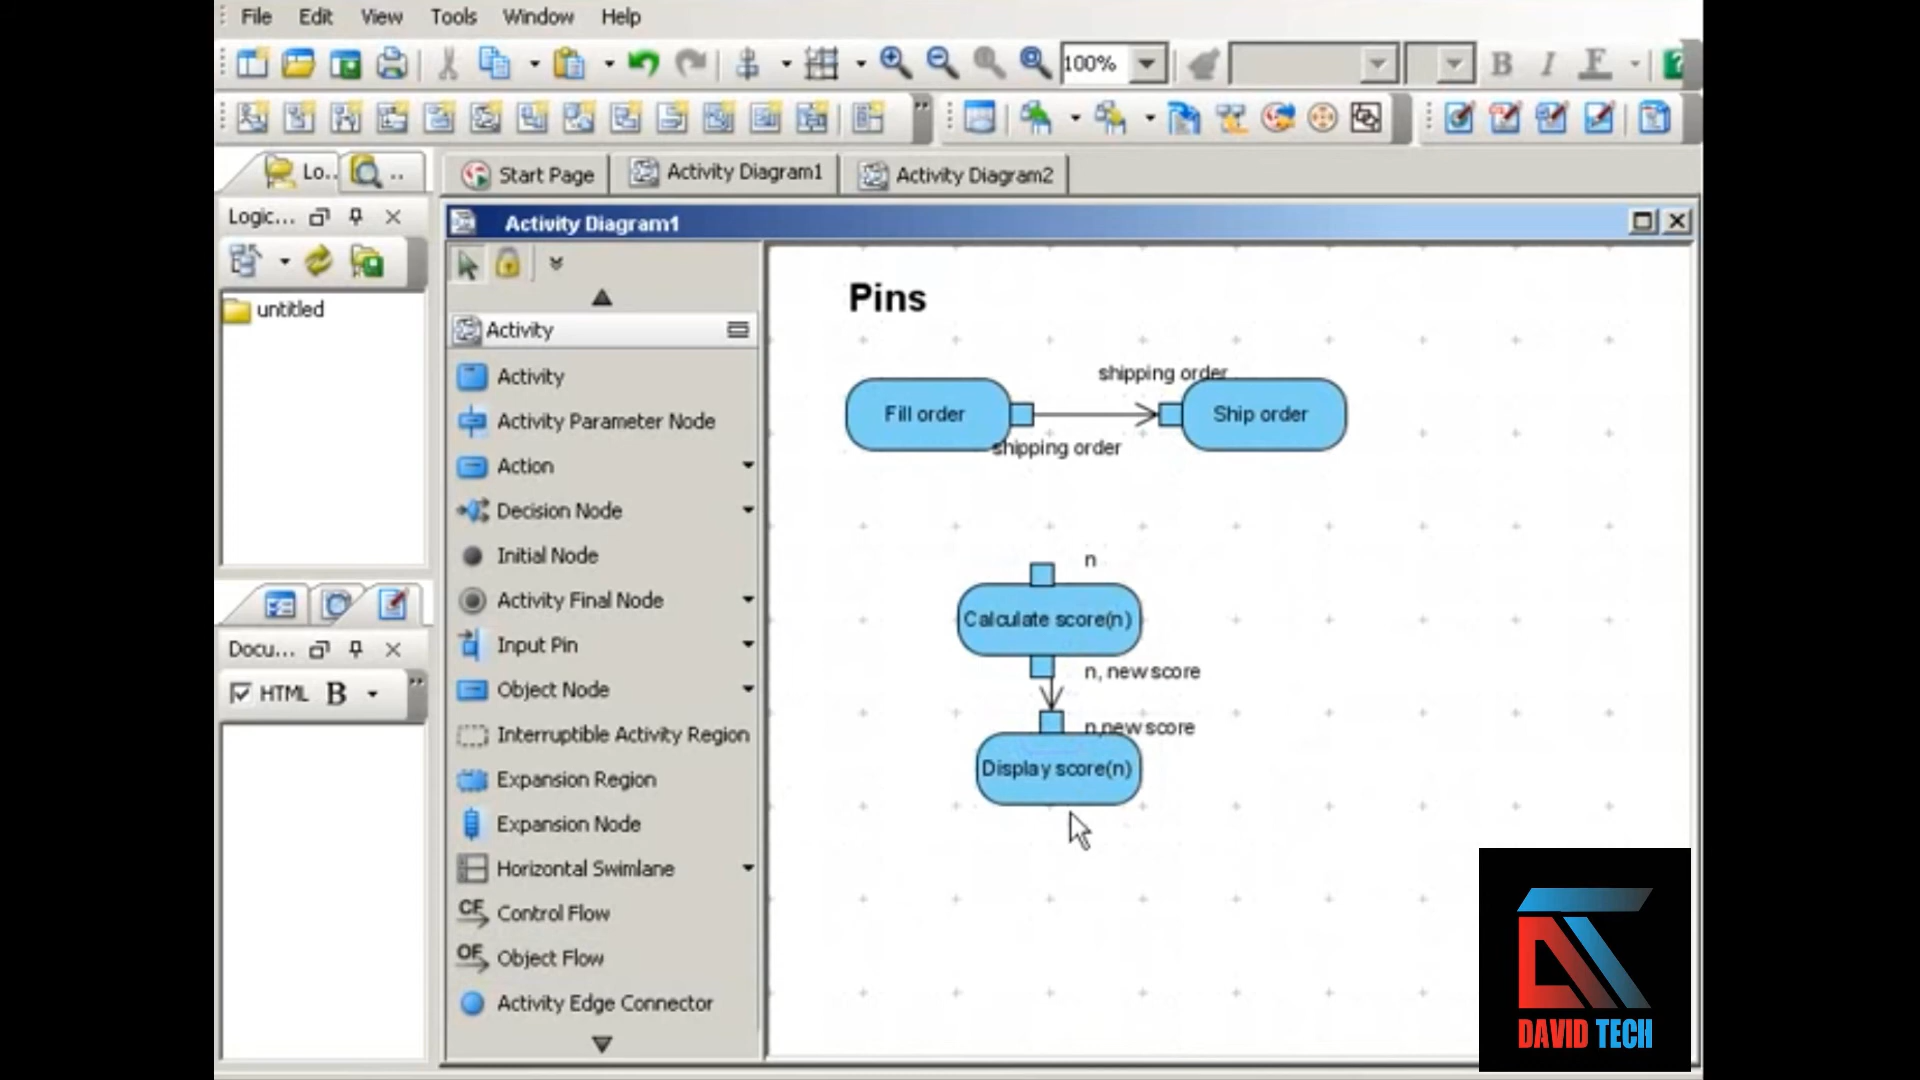 File Edit View Tools Window Help
100% B I F
Lo.. ..
Start Page Activity Diagram1 Activity Diagram2
Logic...
Activity Diagram1
untitled
Activity
Activity
Activity Parameter Node
Action
Decision Node
Initial Node
Activity Final Node
Input Pin
Object Node
Interruptible Activity Region
Expansion Region
Expansion Node
Horizontal Swimlane
CF Control Flow
OF Object Flow
Activity Edge Connector
Docu...
HTML B
Pins
shipping order
Fill order
Ship order
shipping order
n
Calculate score(n)
n, new score
n,new score
Display score(n)
DAVID TECH